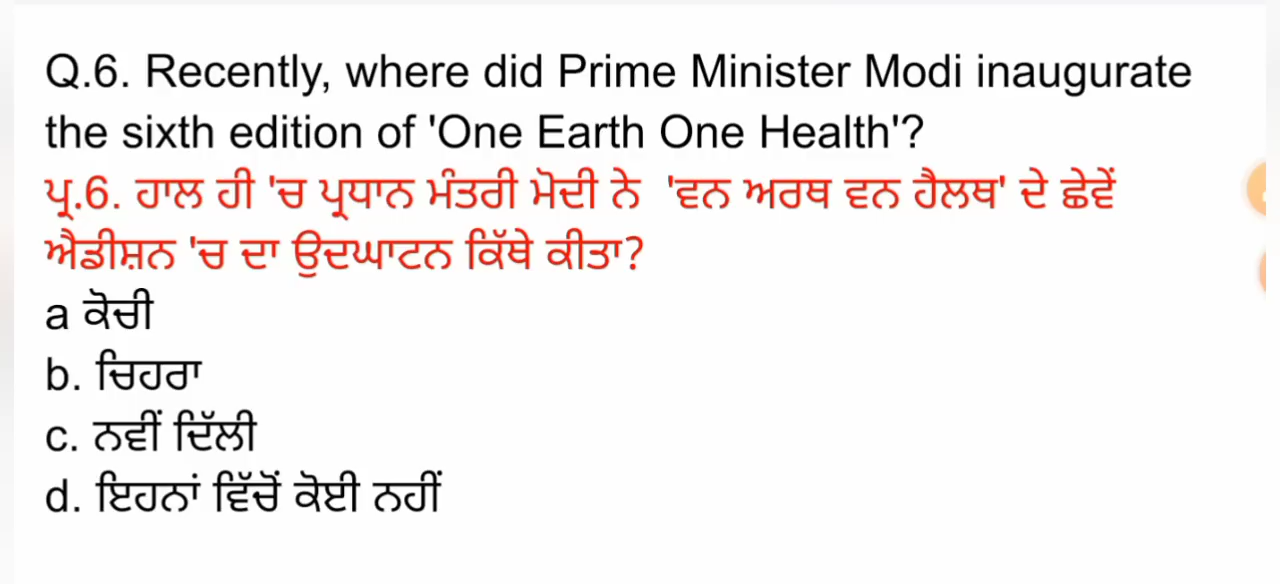 Q.6. Recently, where did Prime Minister Modi inaugurate
the sixth edition of 'One Earth One Health'?
ਪ੍ਰ.6. ਹਾਲ ਹੀ 'ਚ ਪ੍ਰਧਾਨ ਮੰਤਰੀ ਮੋਦੀ ਨੇ 'ਵਨ ਅਰਥ ਵਨ ਹੈਲਥ' ਦੇ ਛੇਵੇਂ
ਐਡੀਸ਼ਨ 'ਚ ਦਾ ਉਦਘਾਟਨ ਕਿੱਥੇ ਕੀਤਾ?
a ਕੋਚੀ
b. ਚਿਹਰਾ
c. ਨਵੀਂ ਦਿੱਲੀ
d. ਇਹਨਾਂ ਵਿੱਚੋਂ ਕੋਈ ਨਹੀਂ